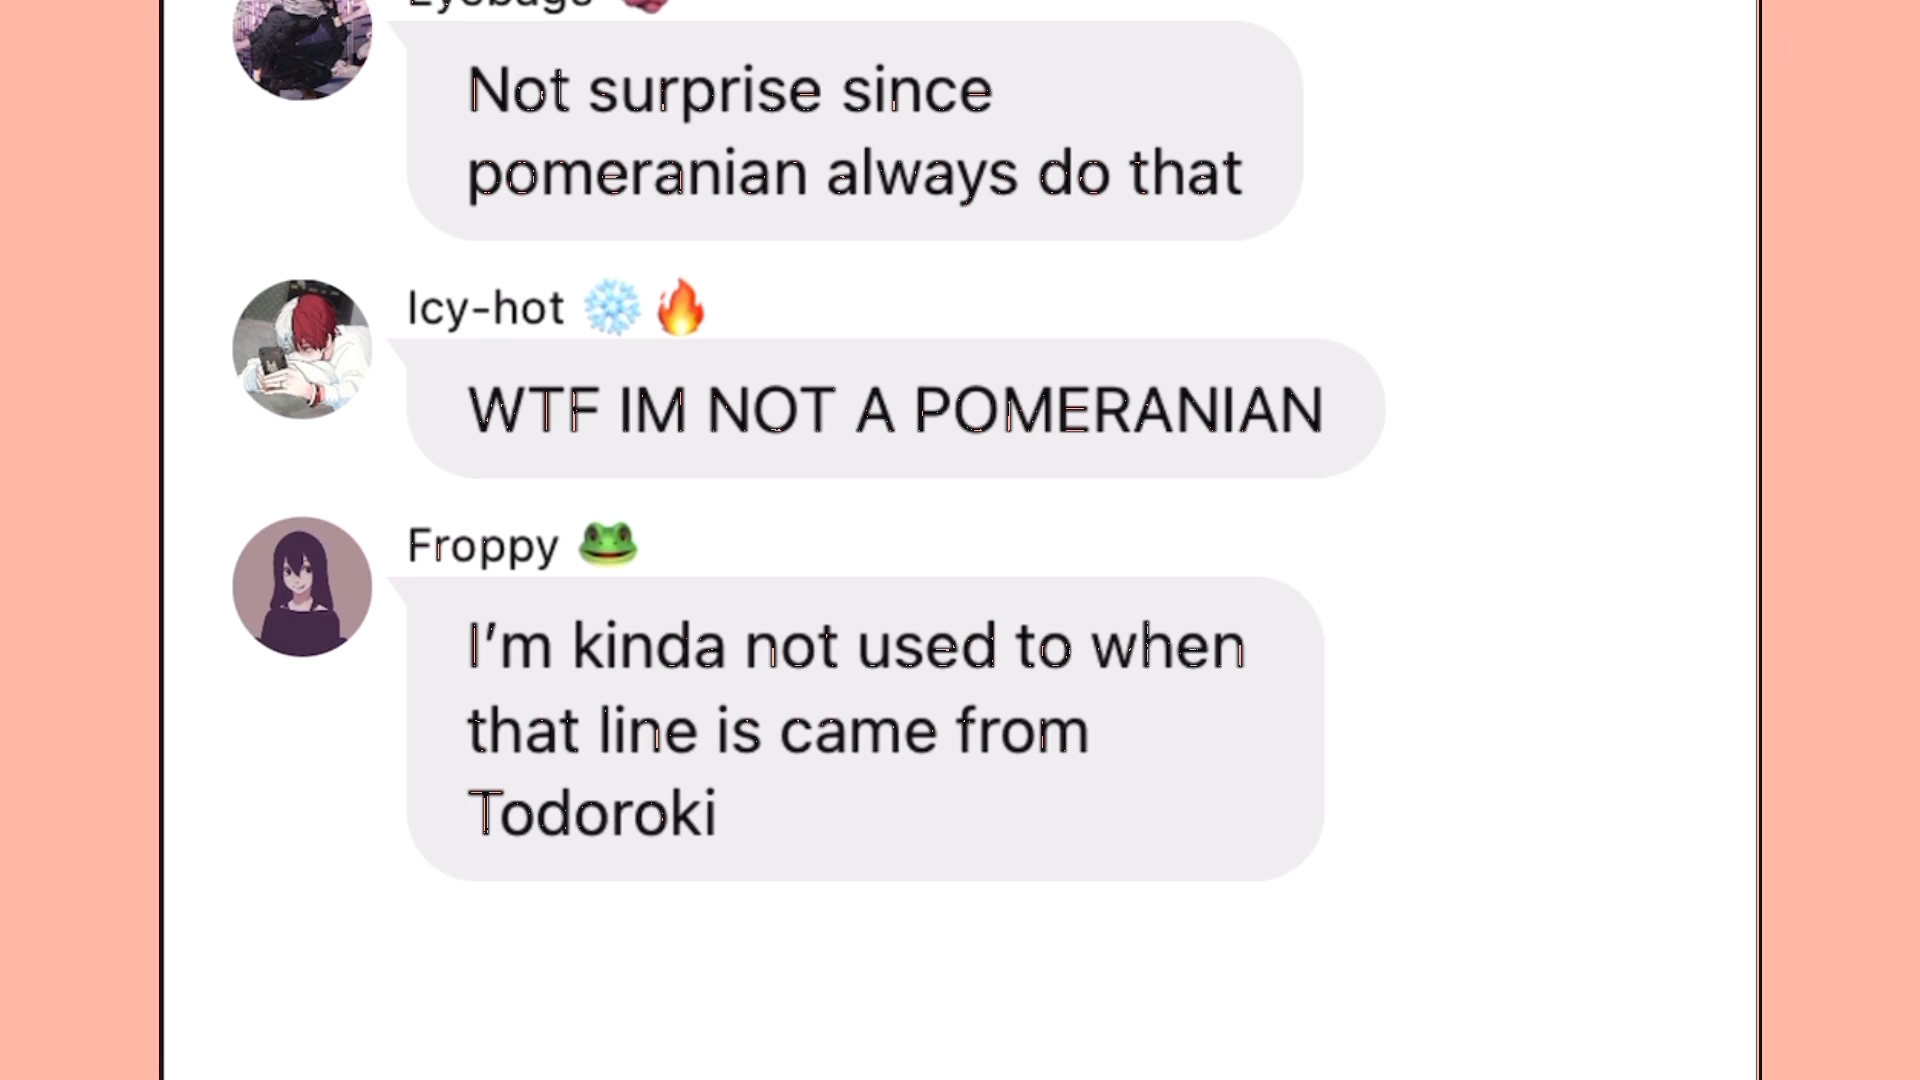 Eyebags 🧠
Not surprise since
pomeranian always do that
Icy-hot ❄️🔥
WTF IM NOT A POMERANIAN
Froppy 🐸
I’m kinda not used to when
that line is came from
Todoroki